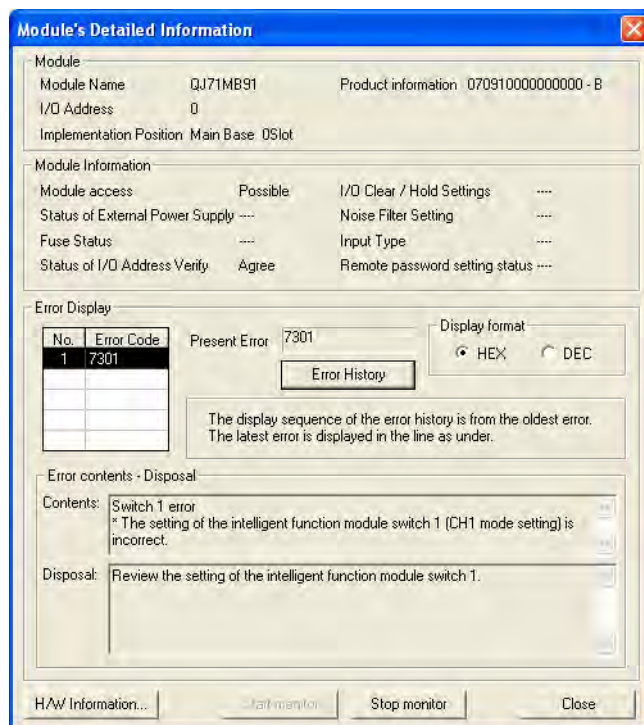 Module's Detailed Information
Module
Module Name QJ71MB91 Product information 070910000000000 - B
I/O Address 0
Implementation Position Main Base 0Slot
Module Information
Module access Possible I/O Clear / Hold Settings ----
Status of External Power Supply ---- Noise Filter Setting ----
Fuse Status ---- Input Type ----
Status of I/O Address Verify Agree Remote password setting status ----
Error Display
No. Error Code
1 7301
Present Error 7301
Display format
HEX DEC
Error History
The display sequence of the error history is from the oldest error.
The latest error is displayed in the line as under.
Error contents - Disposal
Contents: Switch 1 error
* The setting of the intelligent function module switch 1 (CH1 mode setting) is
incorrect.
Disposal: Review the setting of the intelligent function module switch 1.
H/W Information... Start monitor Stop monitor Close